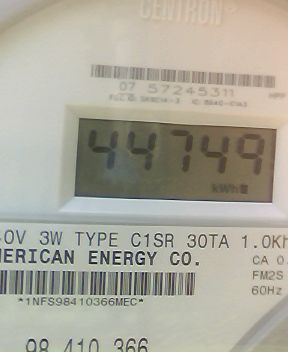 CENTRON®
07 57245311
44749
kWh
0V 3W TYPE C1SR 30TA 1.0Kh
MERICAN ENERGY CO.
CA 0.
FM2S
*1NFS98410366MEC*
60Hz
98 410 366